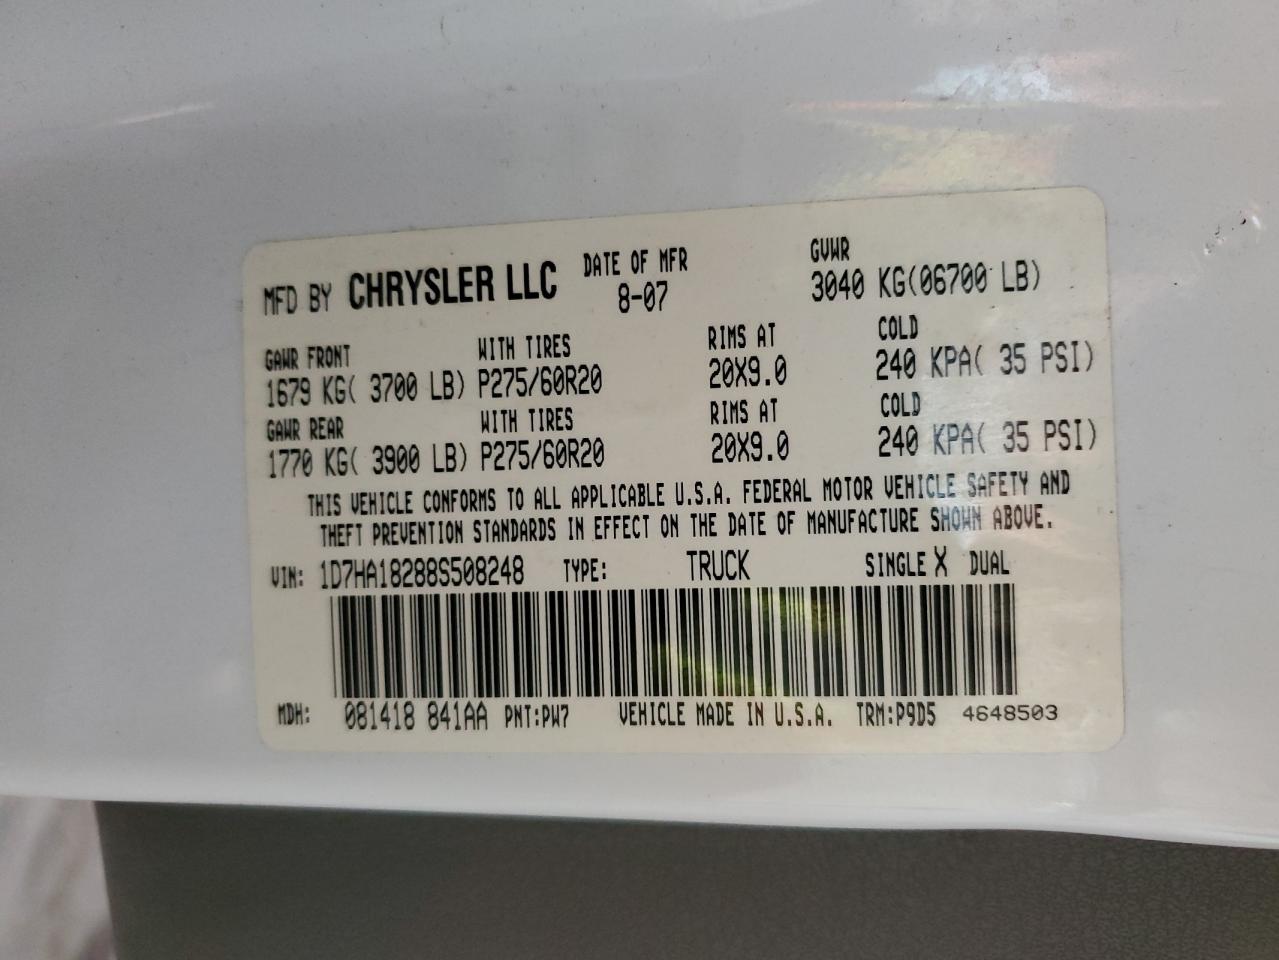 MFD BY CHRYSLER LLC DATE OF MFR 8-07 GVWR 3040 KG(06700 LB)
GAWR FRONT WITH TIRES RIMS AT COLD
1679 KG( 3700 LB) P275/60R20 20X9.0 240 KPA( 35 PSI)
GAWR REAR WITH TIRES RIMS AT COLD
1770 KG( 3900 LB) P275/60R20 20X9.0 240 KPA( 35 PSI)
THIS VEHICLE CONFORMS TO ALL APPLICABLE U.S.A. FEDERAL MOTOR VEHICLE SAFETY AND
THEFT PREVENTION STANDARDS IN EFFECT ON THE DATE OF MANUFACTURE SHOWN ABOVE.
VIN: 1D7HA18288S508248 TYPE: TRUCK SINGLE X DUAL
MDH: 081418 841AA PNT:PW7 VEHICLE MADE IN U.S.A. TRM:P9D5 4648503